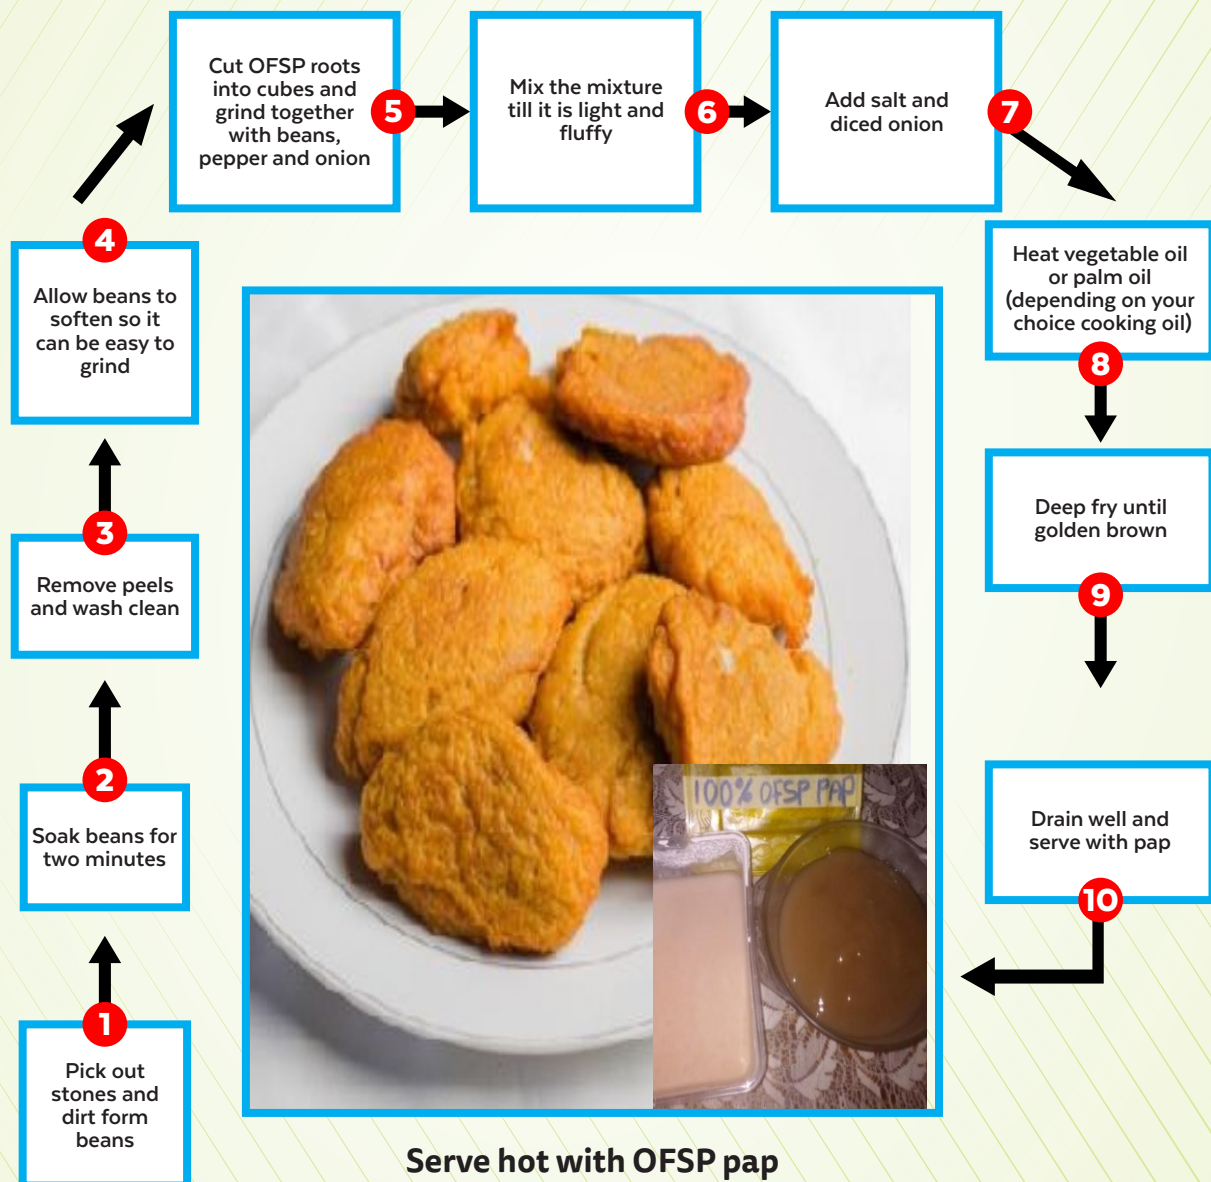 1
Pick out
stones and
dirt form
beans
2
Soak beans for
two minutes
3
Remove peels
and wash clean
4
Allow beans to
soften so it
can be easy to
grind
Cut OFSP roots
into cubes and
grind together
with beans,
pepper and onion
5
Mix the mixture
till it is light and
fluffy
6
Add salt and
diced onion
7
Heat vegetable oil
or palm oil
(depending on your
choice cooking oil)
8
Deep fry until
golden brown
9
Drain well and
serve with pap
10
100% OFSP PAP
Serve hot with OFSP pap